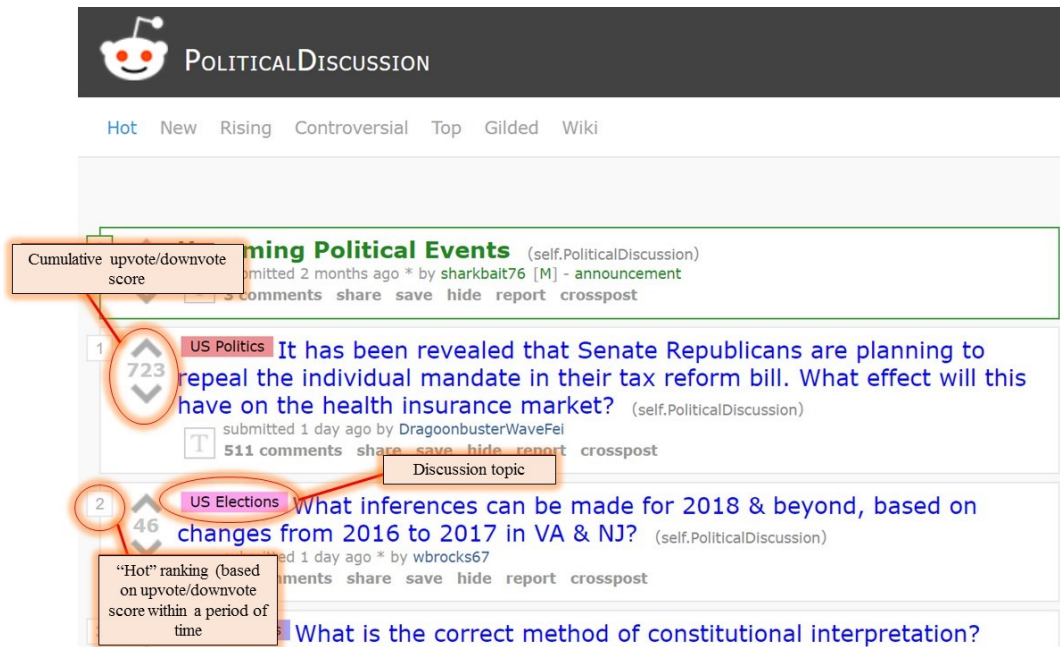 PoliticalDiscussion
Hot New Rising Controversial Top Gilded Wiki
ming Political Events (self.PoliticalDiscussion)
Cumulative upvote/downvote
score
mitted 2 months ago * by sharkbait76 [M] - announcement
3 comments share save hide report crosspost
1 US Politics It has been revealed that Senate Republicans are planning to
723 repeal the individual mandate in their tax reform bill. What effect will this
have on the health insurance market? (self.PoliticalDiscussion)
submitted 1 day ago by DragoonbusterWaveFei
T 511 comments share save hide report crosspost
Discussion topic
2 US Elections What inferences can be made for 2018 & beyond, based on
46 changes from 2016 to 2017 in VA & NJ? (self.PoliticalDiscussion)
submitted 1 day ago * by wbrocks67
ments share save hide report crosspost
“Hot” ranking (based
on upvote/downvote
score within a period of
time
What is the correct method of constitutional interpretation?